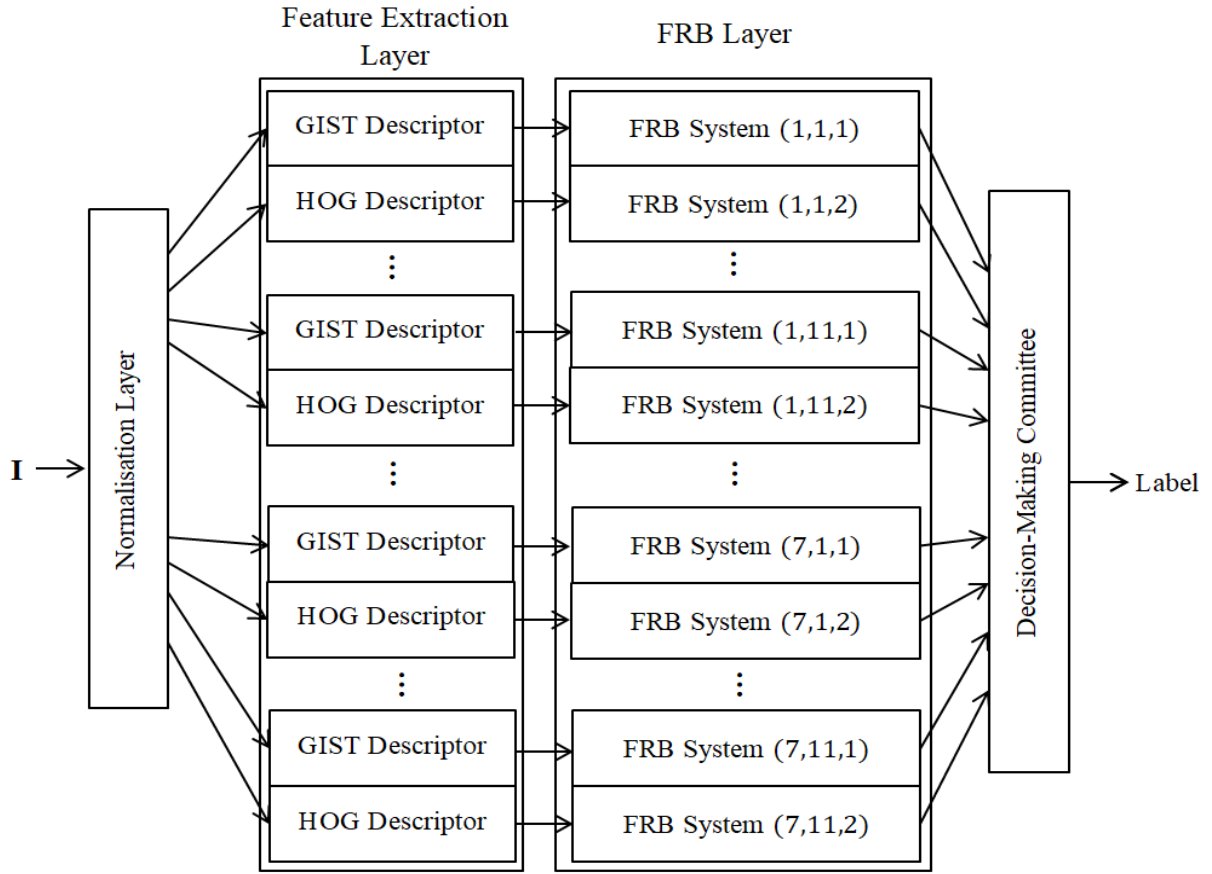 Feature Extraction
Layer
FRB Layer
GIST Descriptor
FRB System (1,1,1)
HOG Descriptor
FRB System (1,1,2)
⋮
⋮
GIST Descriptor
FRB System (1,11,1)
HOG Descriptor
FRB System (1,11,2)
I
Normalisation Layer
⋮
⋮
Decision-Making Committee
Label
GIST Descriptor
FRB System (7,1,1)
HOG Descriptor
FRB System (7,1,2)
⋮
⋮
GIST Descriptor
FRB System (7,11,1)
HOG Descriptor
FRB System (7,11,2)